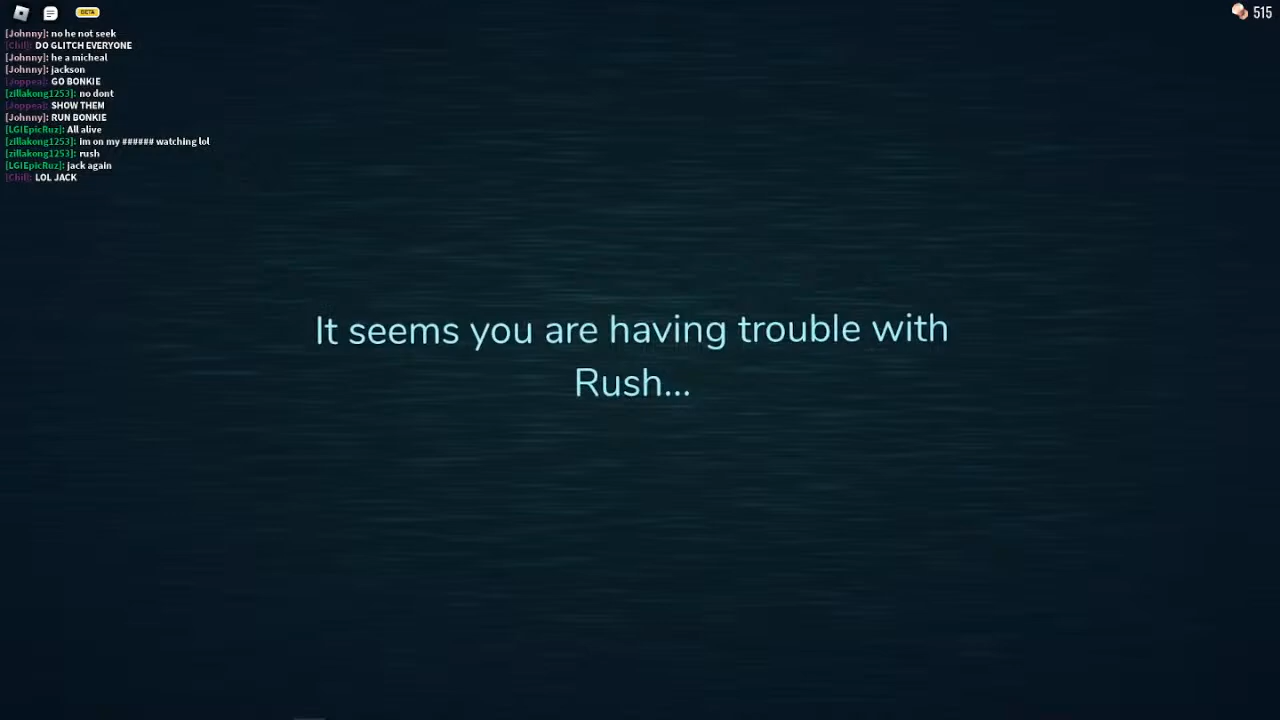 BETA
515
[Johnny]: no he not seek
[Chil]: DO GLITCH EVERYONE
[Johnny]: he a micheal
[Johnny]: jackson
[Joppea]: GO BONKIE
[zillakong1253]: no dont
[Joppea]: SHOW THEM
[Johnny]: RUN BONKIE
[LGIEpicRuz]: All alive
[zillakong1253]: Im on my ###### watching lol
[zillakong1253]: rush
[LGIEpicRuz]: jack again
[Chil]: LOL JACK
It seems you are having trouble with
Rush...